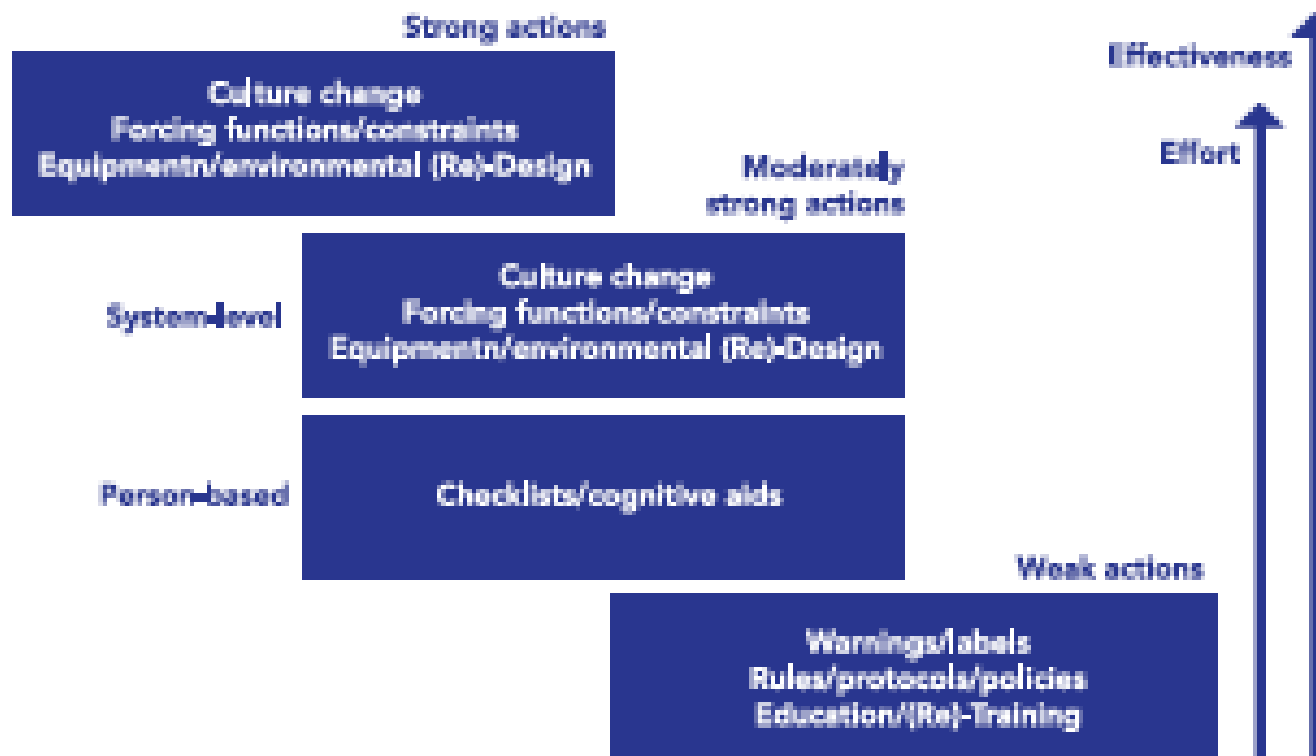 Strong actions
Culture change
Forcing functions/constraints
Equipmentn/environmental (Re)-Design
Effectiveness
Effort
Moderately
strong actions
System-level
Culture change
Forcing functions/constraints
Equipmentn/environmental (Re)-Design
Person-based
Checklists/cognitive aids
Weak actions
Warnings/labels
Rules/protocols/policies
Education/(Re)-Training